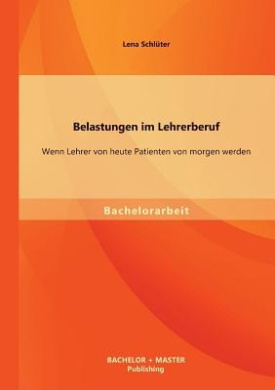 Lena Schlüter
Belastungen im Lehrerberuf
Wenn Lehrer von heute Patienten von morgen werden
Bachelorarbeit
BACHELOR + MASTER
Publishing